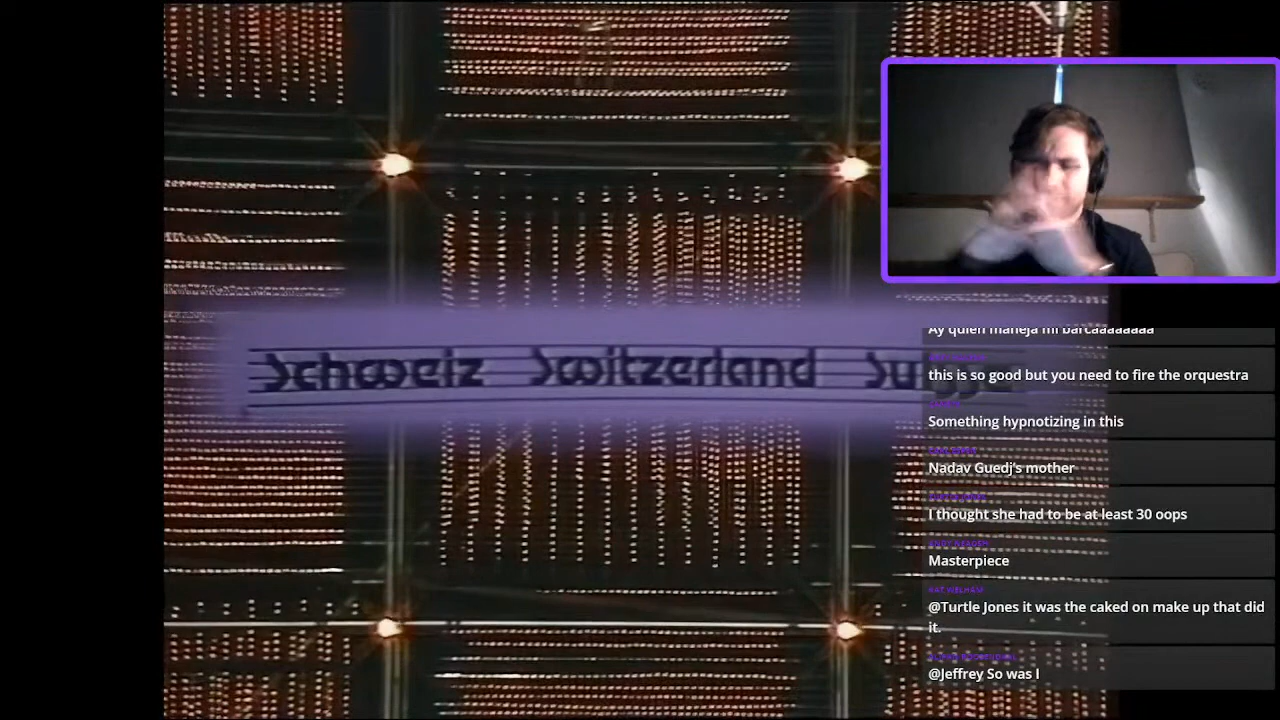 Schweiz Switzerland
Ay quien maneja mi barcaaaaaaaa
this is so good but you need to fire the orquestra
Something hypnotizing in this
Nadav Guedj's mother
I thought she had to be at least 30 oops
Masterpiece
KAT WELHAM
@Turtle Jones it was the caked on make up that did
it.
@Jeffrey So was I